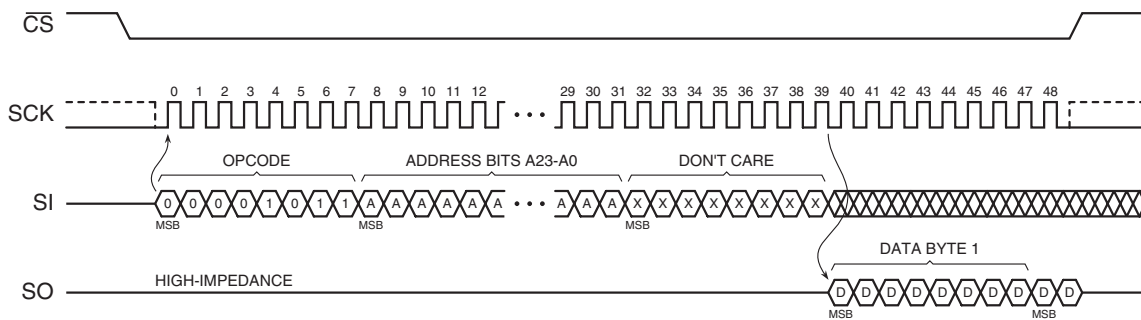 CS
SCK
0 1 2 3 4 5 6 7 8 9 10 11 12 29 30 31 32 33 34 35 36 37 38 39 40 41 42 43 44 45 46 47 48
OPCODE ADDRESS BITS A23-A0 DON'T CARE
SI
0 0 0 0 1 0 1 1 A A A A A A A A A X X X X X X X X
MSB MSB MSB
DATA BYTE 1
SO
HIGH-IMPEDANCE
D D D D D D D D D D
MSB MSB